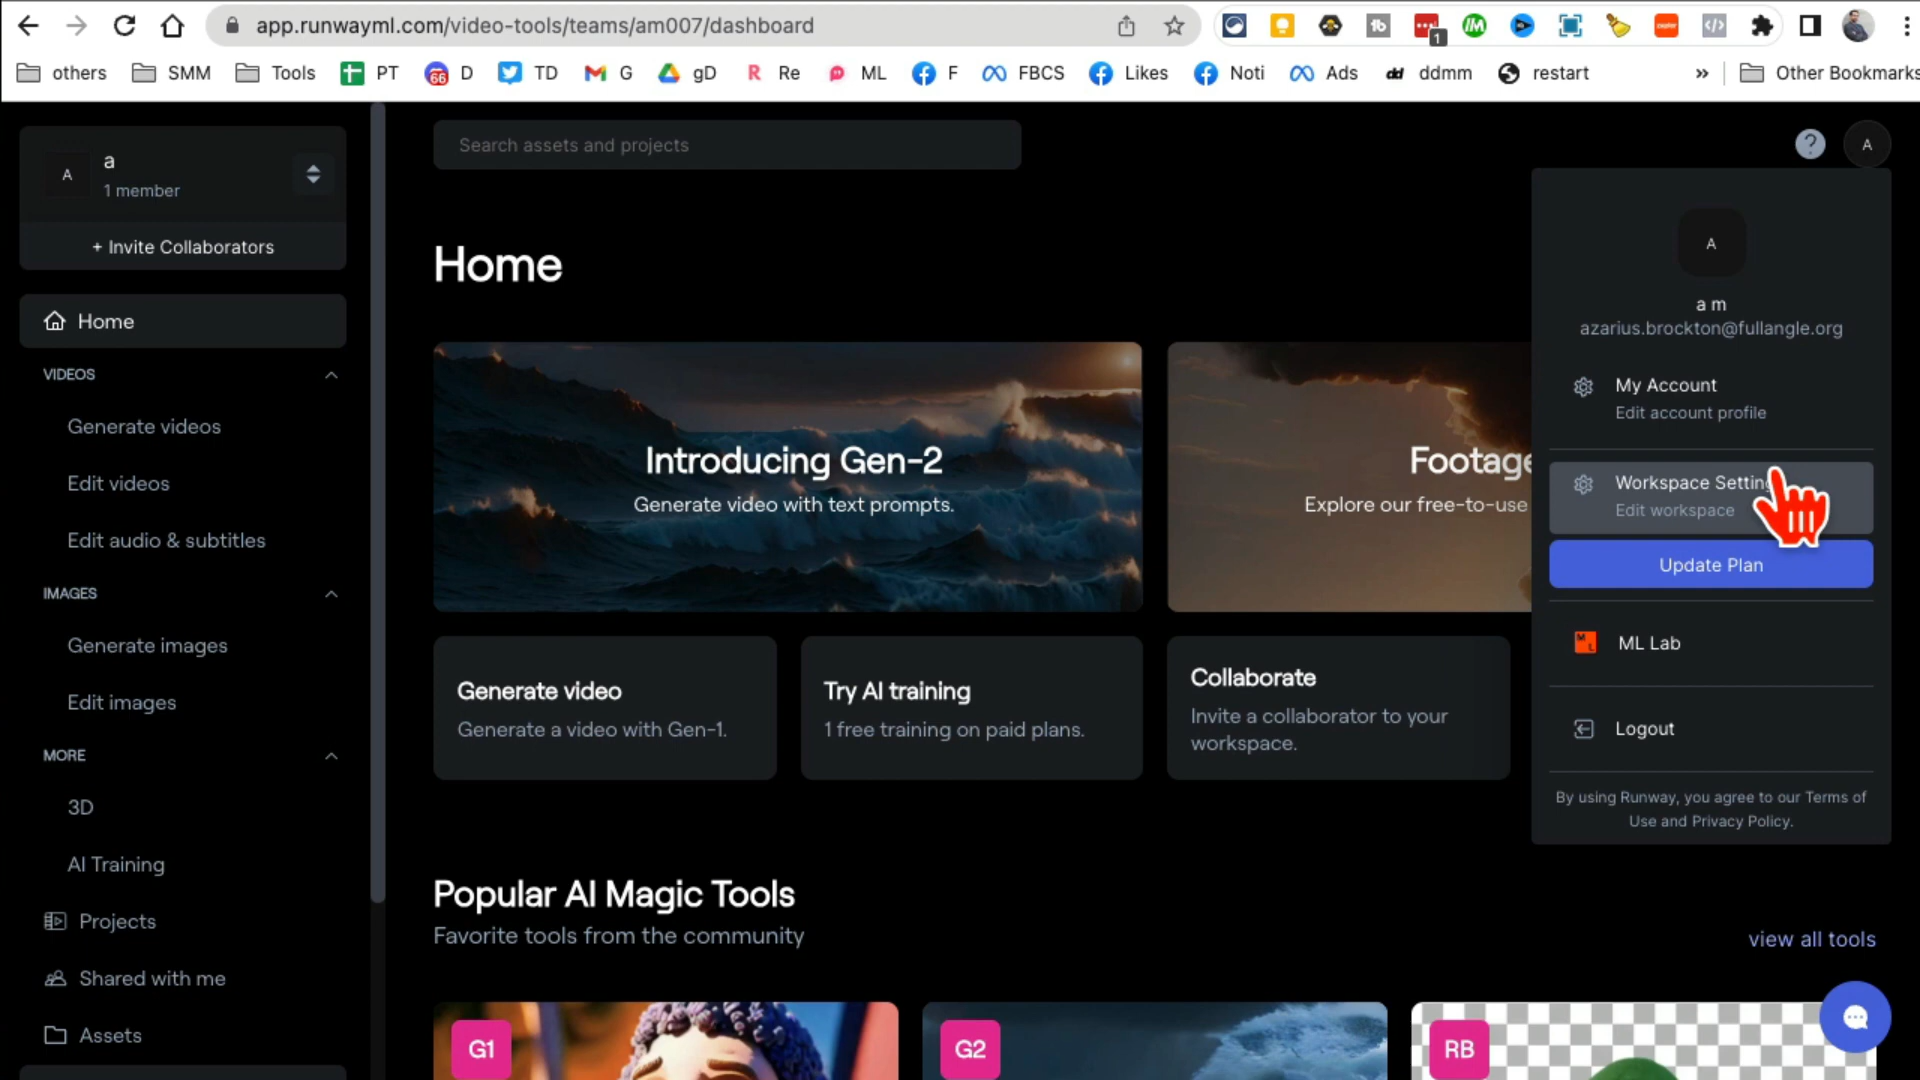 app.runwayml.com/video-tools/teams/am007/dashboard
1
others
SMM
Tools
PT
66
D
TD
G
gD
R
Re
ML
F
FBCS
Likes
Noti
Ads
dd
ddmm
restart
»
Other Bookmarks
A
a
1 member
+ Invite Collaborators
Home
VIDEOS
Generate videos
Edit videos
Edit audio & subtitles
IMAGES
Generate images
Edit images
MORE
3D
AI Training
Projects
Shared with me
Assets
Search assets and projects
?
A
Home
Introducing Gen-2
Generate video with text prompts.
Footage
Explore our free-to-use
Generate video
Generate a video with Gen-1.
Try AI training
1 free training on paid plans.
Collaborate
Invite a collaborator to your
workspace.
Popular AI Magic Tools
Favorite tools from the community
view all tools
G1
G2
RB
A
a m
azarius.brockton@fullangle.org
My Account
Edit account profile
Workspace Settin
Edit workspace
Update Plan
ML
ML Lab
Logout
By using Runway, you agree to our Terms of
Use and Privacy Policy.